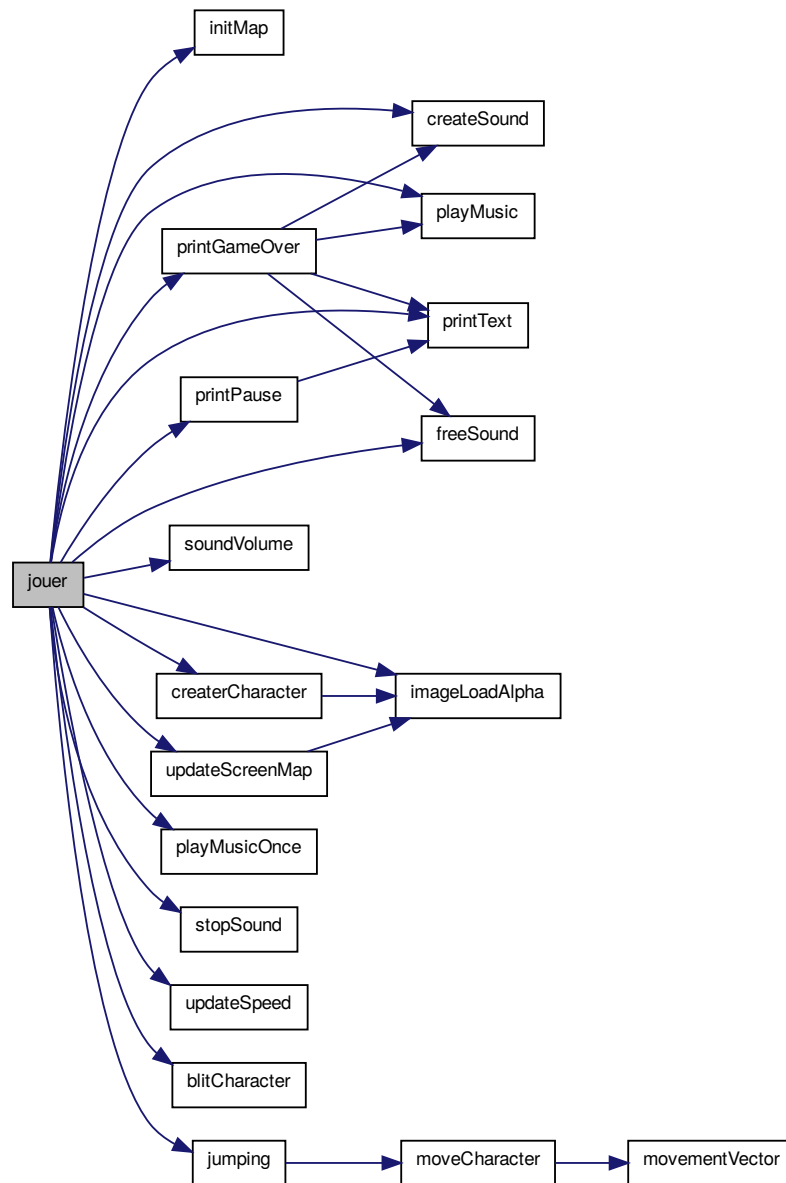 initMap
createSound
playMusic
printGameOver
printText
printPause
freeSound
soundVolume
jouer
createrCharacter
imageLoadAlpha
updateScreenMap
playMusicOnce
stopSound
updateSpeed
blitCharacter
jumping
moveCharacter
movementVector